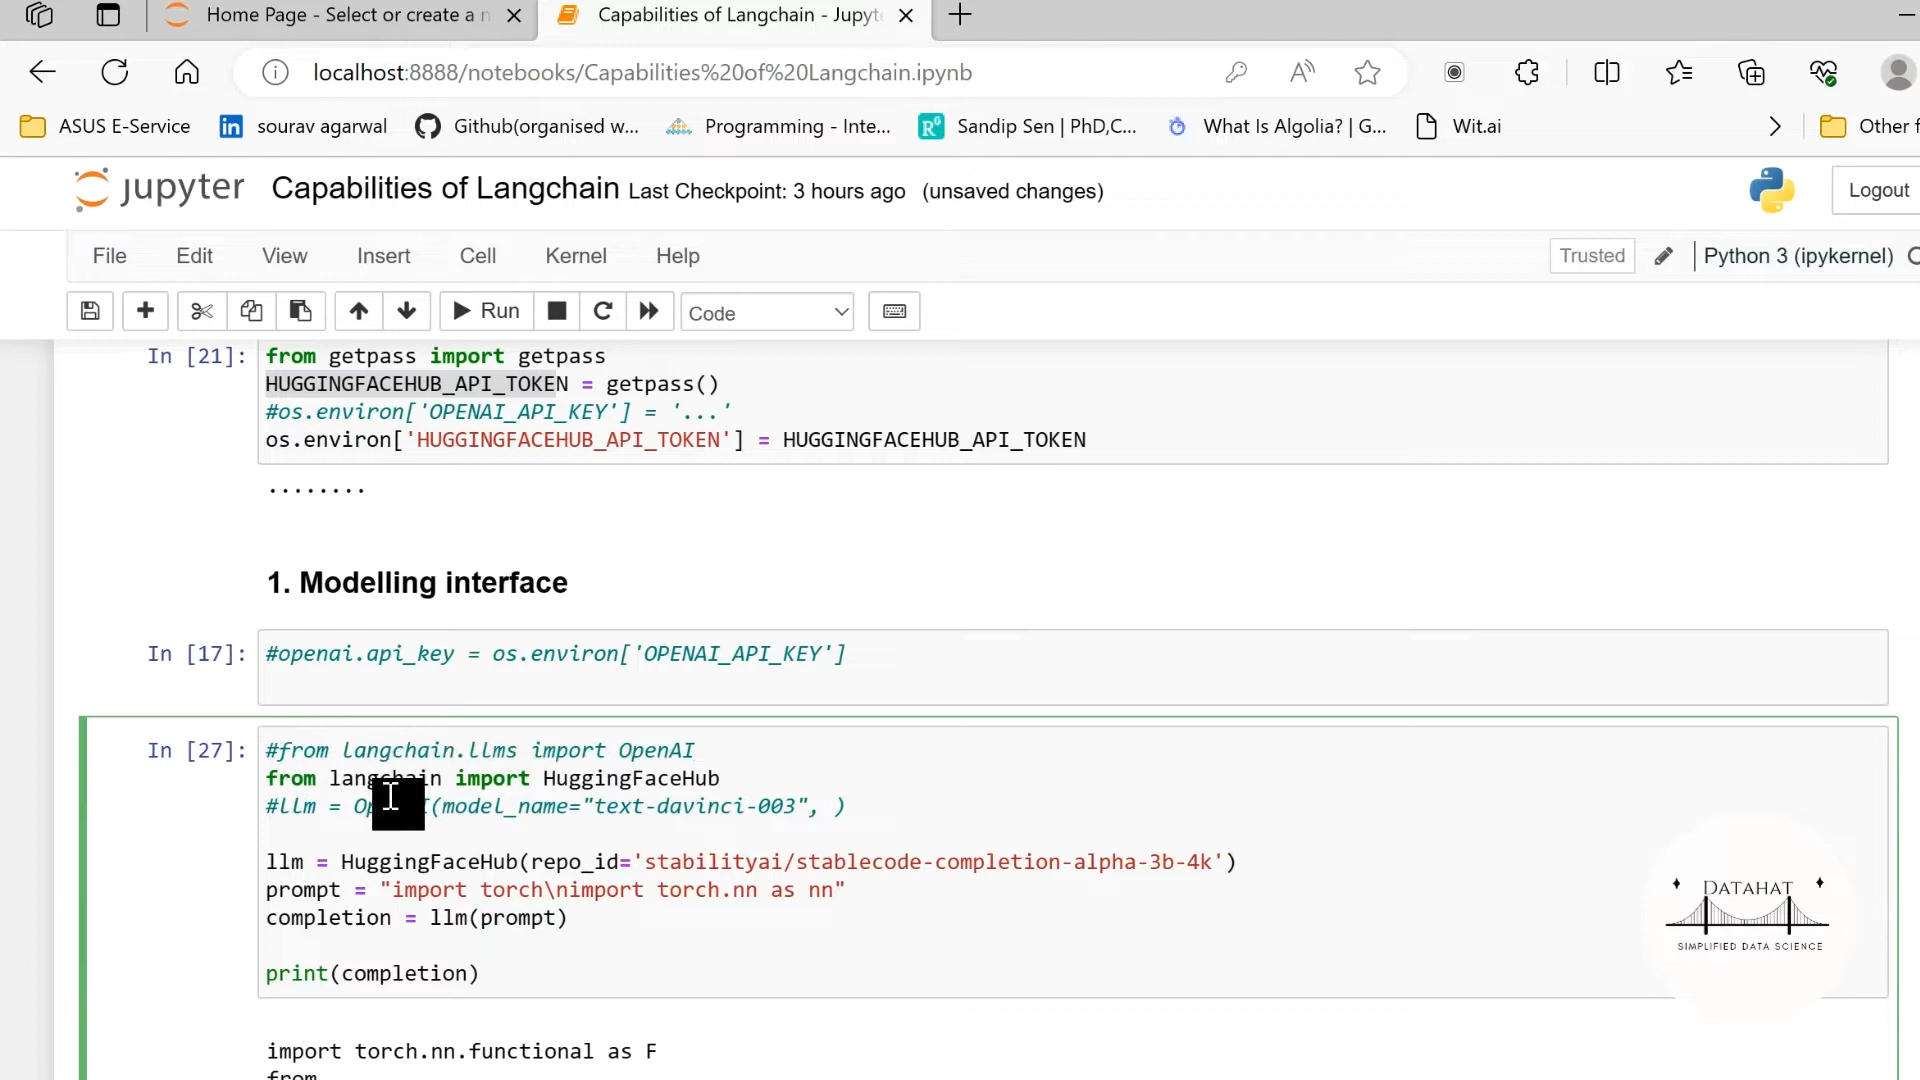 Home Page - Select or create a n
Capabilities of Langchain - Jupyte
localhost:8888/notebooks/Capabilities%20of%20Langchain.ipynb
ASUS E-Service
sourav agarwal
Github(organised w...
Programming - Inte...
Sandip Sen | PhD,C...
What Is Algolia? | G...
Wit.ai
Other f
jupyter
Capabilities of Langchain Last Checkpoint: 3 hours ago (unsaved changes)
Logout
File Edit View Insert Cell Kernel Help
Trusted
Python 3 (ipykernel)
Run
Code
In [21]:
from getpass import getpass
HUGGINGFACEHUB_API_TOKEN = getpass()
#os.environ['OPENAI_API_KEY'] = '...'
os.environ['HUGGINGFACEHUB_API_TOKEN'] = HUGGINGFACEHUB_API_TOKEN
........
1. Modelling interface
In [17]:
#openai.api_key = os.environ['OPENAI_API_KEY']
In [27]:
#from langchain.llms import OpenAI
from langchain import HuggingFaceHub
#llm = Op I(model_name="text-davinci-003", )
llm = HuggingFaceHub(repo_id='stabilityai/stablecode-completion-alpha-3b-4k')
prompt = "import torch\nimport torch.nn as nn"
completion = llm(prompt)
print(completion)
import torch.nn.functional as F
from
DATAHAT
SIMPLIFIED DATA SCIENCE